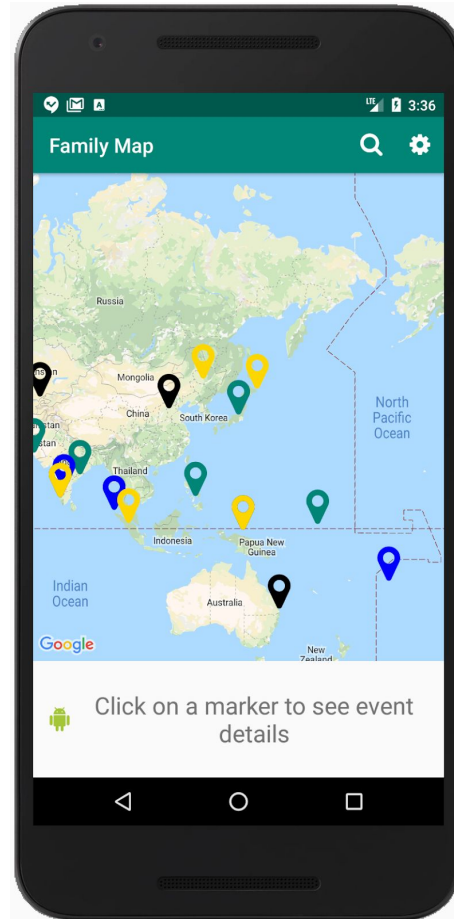 LTE 3:36
Family Map
Russia
Mongolia
China
South Korea
North
Pacific
Ocean
Thailand
Indonesia
Papua New
Guinea
Indian
Ocean
Australia
New
Zealand
Google
Click on a marker to see event
details